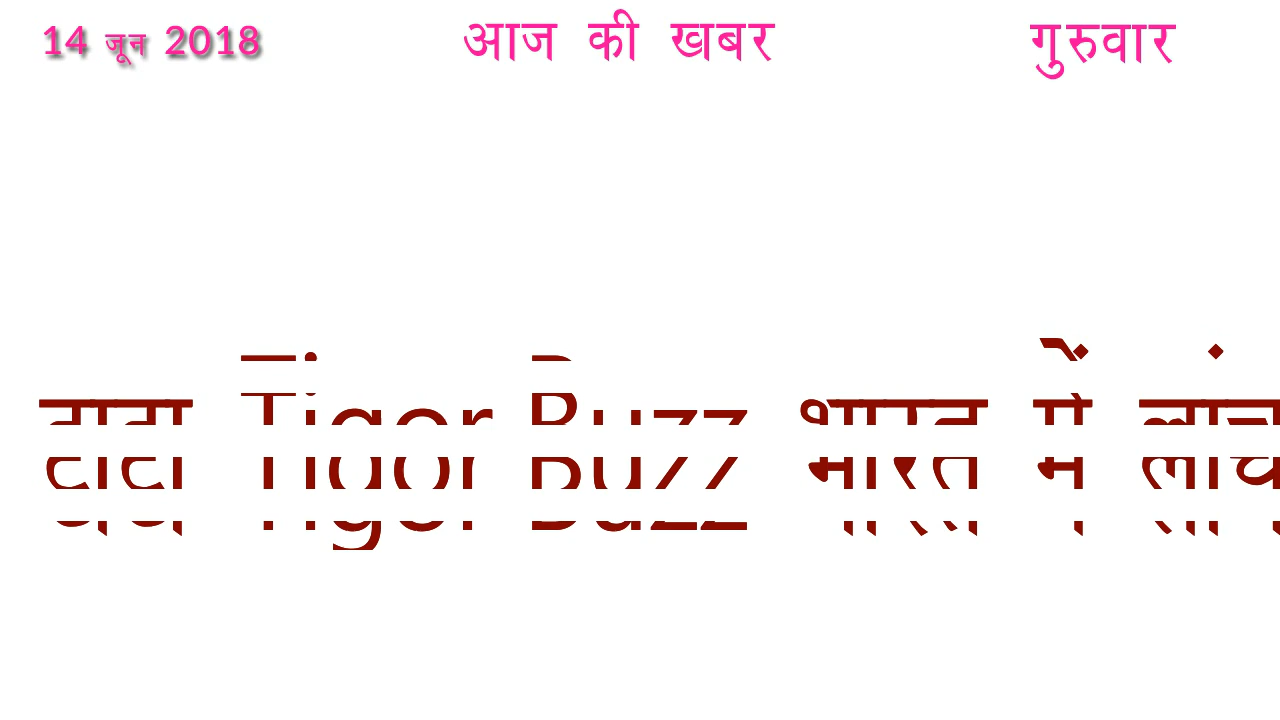 14 जून 2018 आज की खबर गुरुवार
टाटा Tigor Buzz भारत में लांच